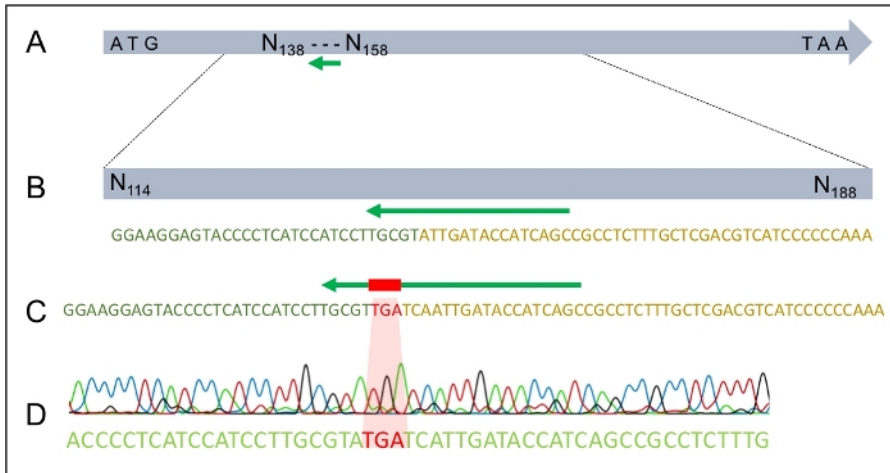 A ATG N138 - - - N158 TAA
B N114 N188
GGAAGGAGTACCCCTCATCCATCCTTGCGTATTGATACCATCAGCCGCCTCTTTGCTCGACGTCATCCCCCCAAA
C GGAAGGAGTACCCCTCATCCATCCTTGCGTTGATCAATTGATACCATCAGCCGCCTCTTTGCTCGACGTCATCCCCCCAAA
D ACCCCTCATCCATCCTTGCGTATGATCATTGATACCATCAGCCGCCTCTTTG